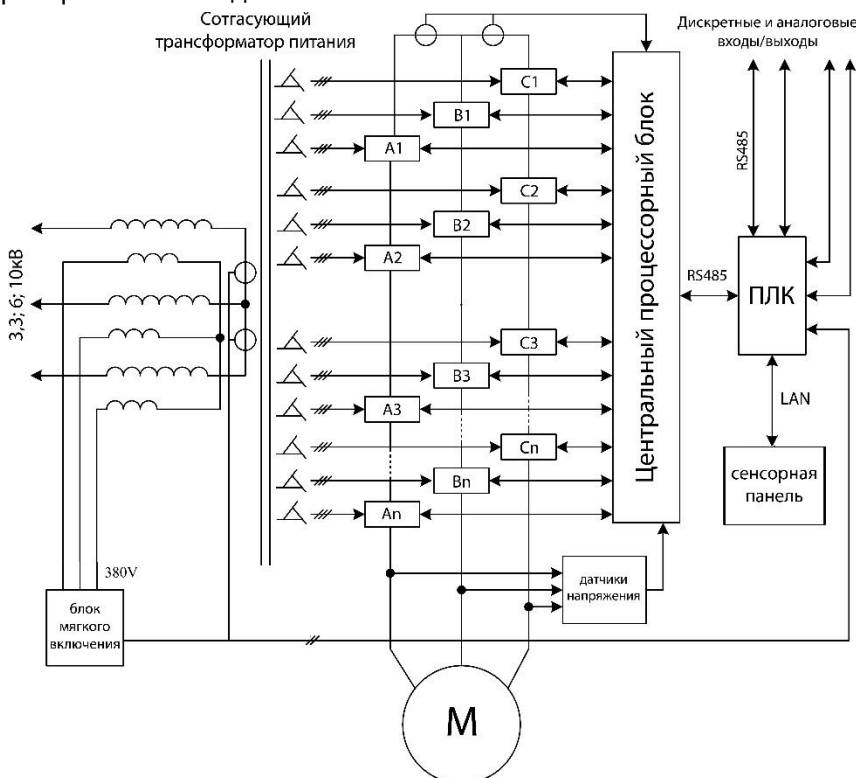 Сотгасующий
трансформатор питания
Дискретные и аналоговые
входы/выходы
C1
B1
A1
C2
B2
A2
C3
B3
A3
Cn
Bn
An
Центральный процессорный блок
RS485
RS485
ПЛК
LAN
сенсорная
панель
3,3; 6; 10кВ
380V
блок
мягкого
включения
датчики
напряжения
М